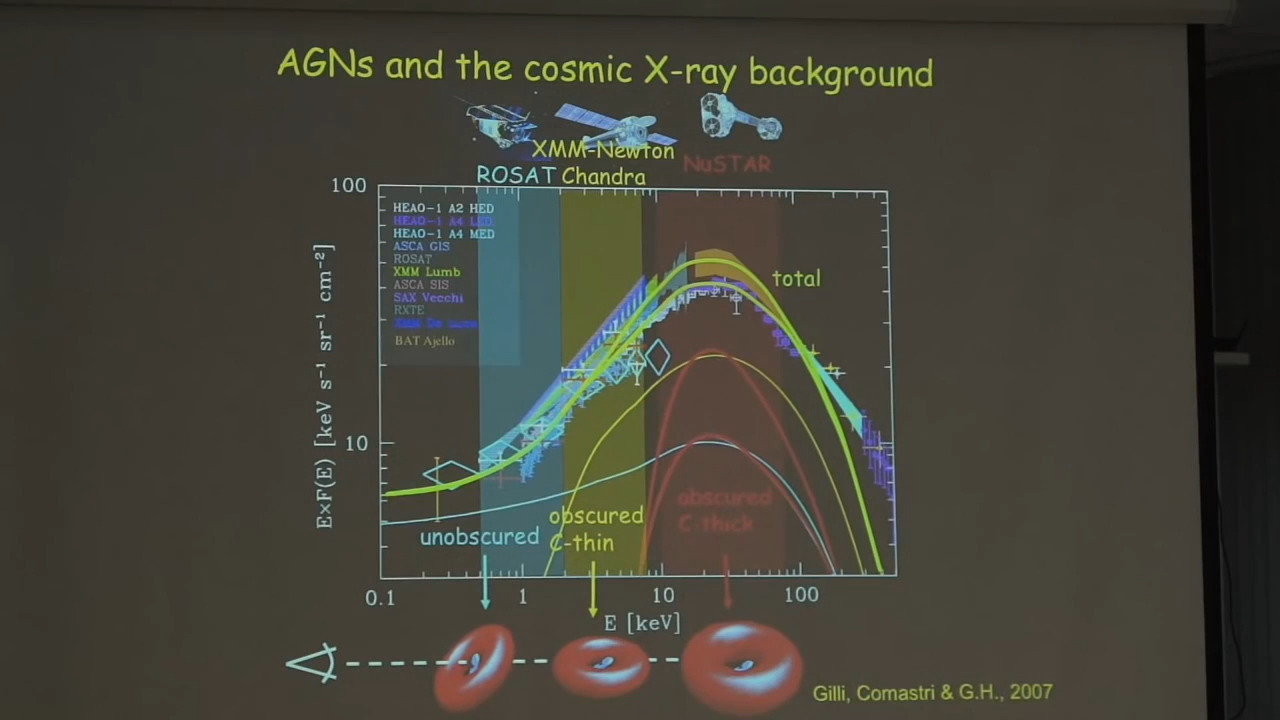 AGNs and the cosmic X-ray background
XMM-Newton
NuSTAR
ROSAT Chandra
100
HEAO-1 A2 HED
HEAO-1 A4 LED
HEAO-1 A4 MED
ASCA GIS
ROSAT
XMM Lumb
ASCA SIS
SAX Vecchi
RXTE
BAT Ajello
total
E×F(E) [keV s⁻¹ sr⁻¹ cm⁻²]
10
unobscured
obscured
C-thin
obscured
C-thick
0.1 1 10 100
E [keV]
Gilli, Comastri & G.H., 2007